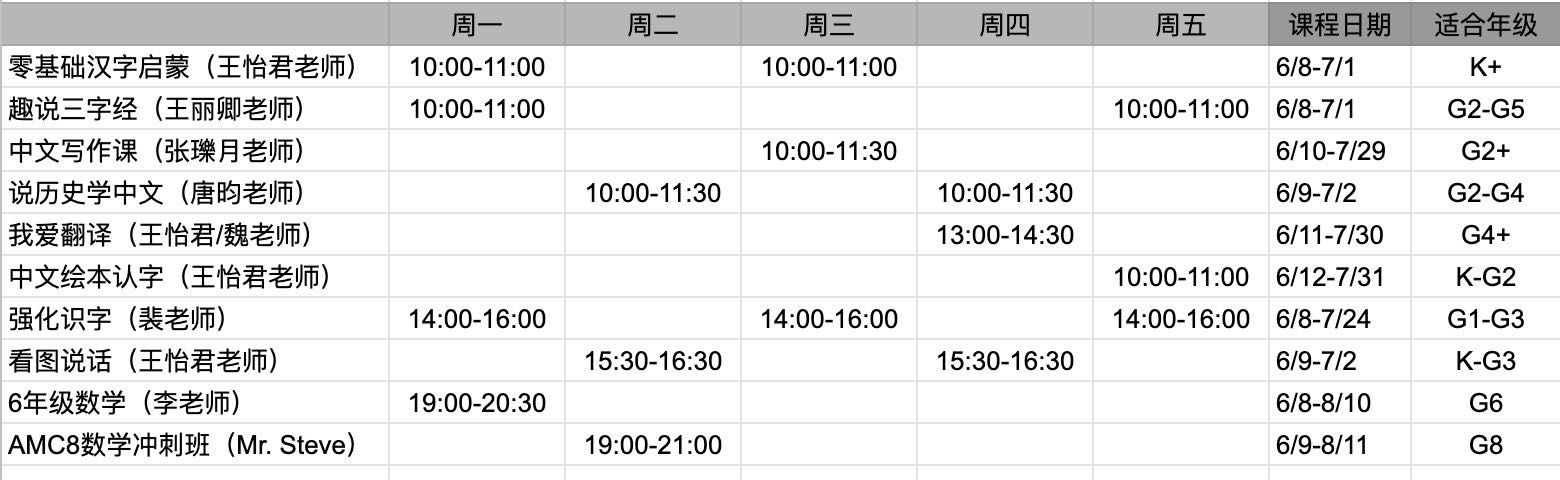 周一 周二 周三 周四 周五 课程日期 适合年级
零基础汉字启蒙（王怡君老师） 10:00-11:00 10:00-11:00 6/8-7/1 K+
趣说三字经（王丽卿老师） 10:00-11:00 10:00-11:00 6/8-7/1 G2-G5
中文写作课（张瓅月老师） 10:00-11:30 6/10-7/29 G2+
说历史学中文（唐昀老师） 10:00-11:30 10:00-11:30 6/9-7/2 G2-G4
我爱翻译（王怡君/魏老师） 13:00-14:30 6/11-7/30 G4+
中文绘本认字（王怡君老师） 10:00-11:00 6/12-7/31 K-G2
强化识字（裴老师） 14:00-16:00 14:00-16:00 14:00-16:00 6/8-7/24 G1-G3
看图说话（王怡君老师） 15:30-16:30 15:30-16:30 6/9-7/2 K-G3
6年级数学（李老师） 19:00-20:30 6/8-8/10 G6
AMC8数学冲刺班（Mr. Steve） 19:00-21:00 6/9-8/11 G8